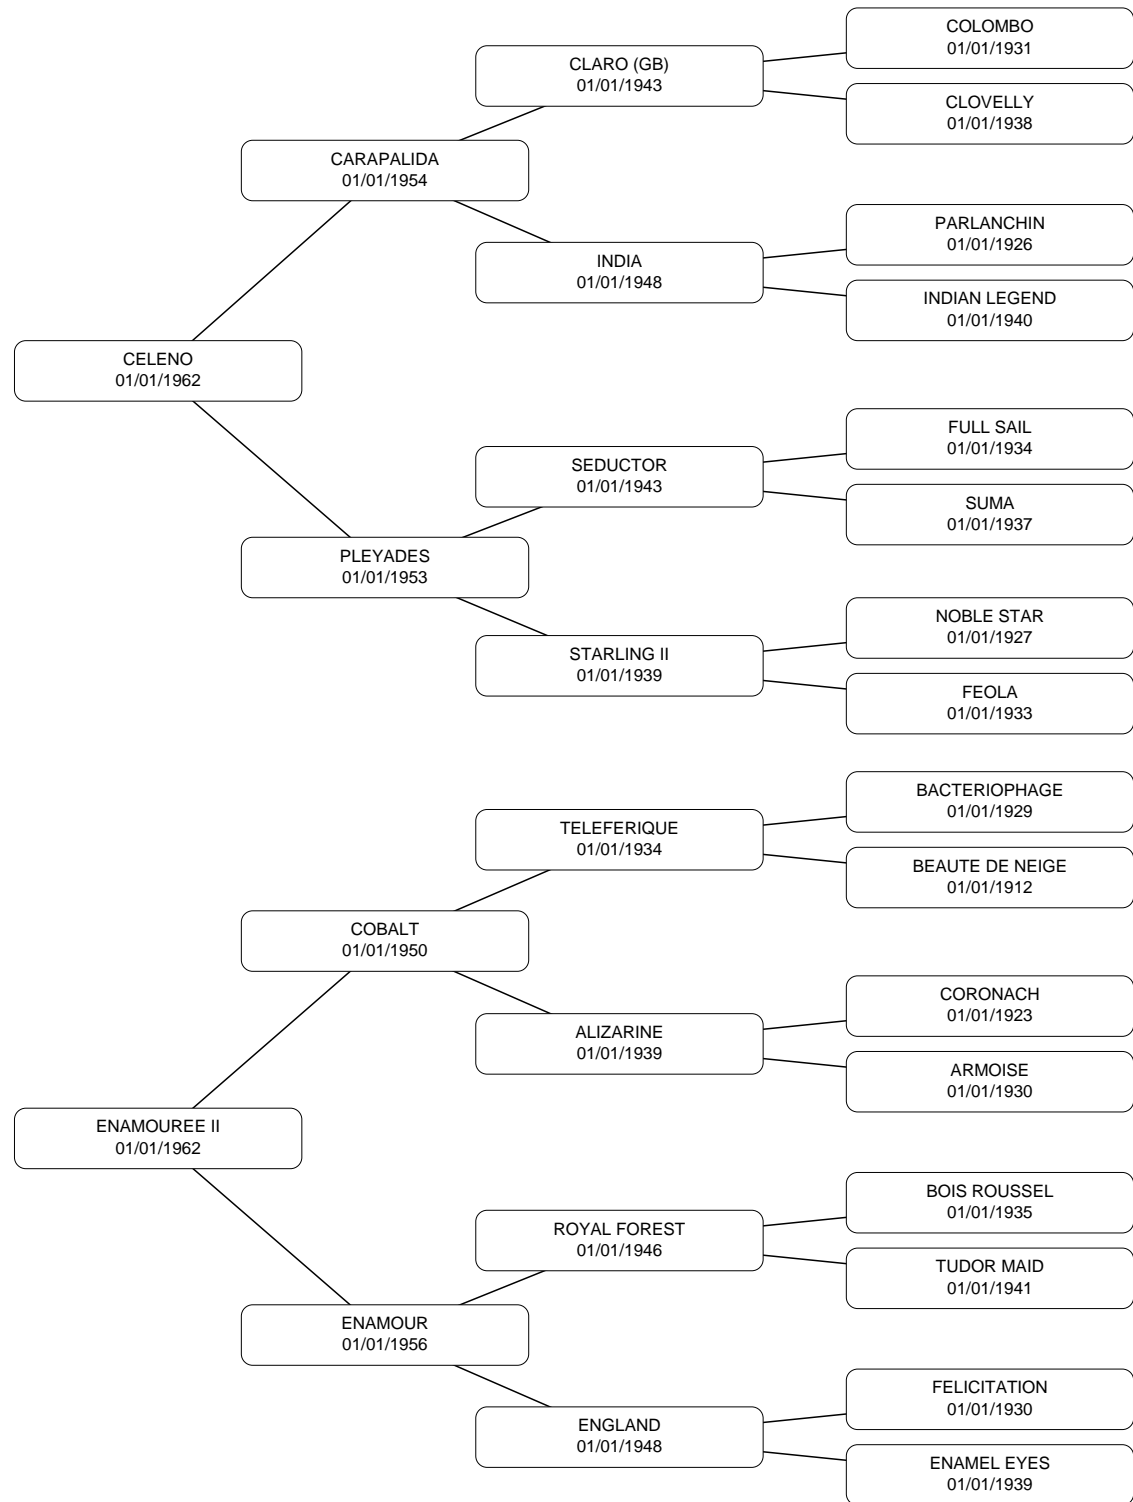 COLOMBO
01/01/1931
CLARO (GB)
01/01/1943
CLOVELLY
01/01/1938
CARAPALIDA
01/01/1954
PARLANCHIN
01/01/1926
INDIA
01/01/1948
INDIAN LEGEND
01/01/1940
CELENO
01/01/1962
FULL SAIL
01/01/1934
SEDUCTOR
01/01/1943
SUMA
01/01/1937
PLEYADES
01/01/1953
NOBLE STAR
01/01/1927
STARLING II
01/01/1939
FEOLA
01/01/1933
BACTERIOPHAGE
01/01/1929
TELEFERIQUE
01/01/1934
BEAUTE DE NEIGE
01/01/1912
COBALT
01/01/1950
CORONACH
01/01/1923
ALIZARINE
01/01/1939
ARMOISE
01/01/1930
ENAMOUREE II
01/01/1962
BOIS ROUSSEL
01/01/1935
ROYAL FOREST
01/01/1946
TUDOR MAID
01/01/1941
ENAMOUR
01/01/1956
FELICITATION
01/01/1930
ENGLAND
01/01/1948
ENAMEL EYES
01/01/1939